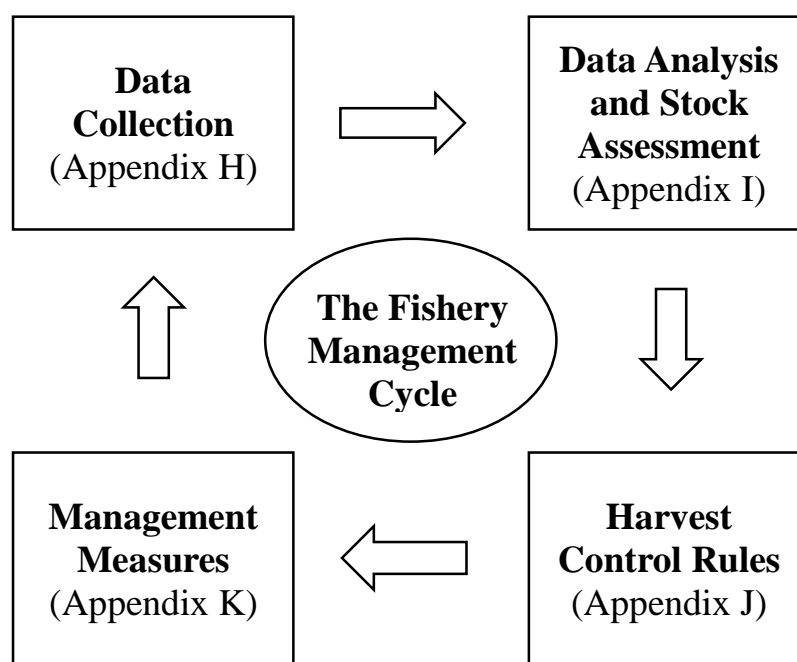 Data
Collection
(Appendix H)
Data Analysis
and Stock
Assessment
(Appendix I)
The Fishery
Management
Cycle
Management
Measures
(Appendix K)
Harvest
Control Rules
(Appendix J)